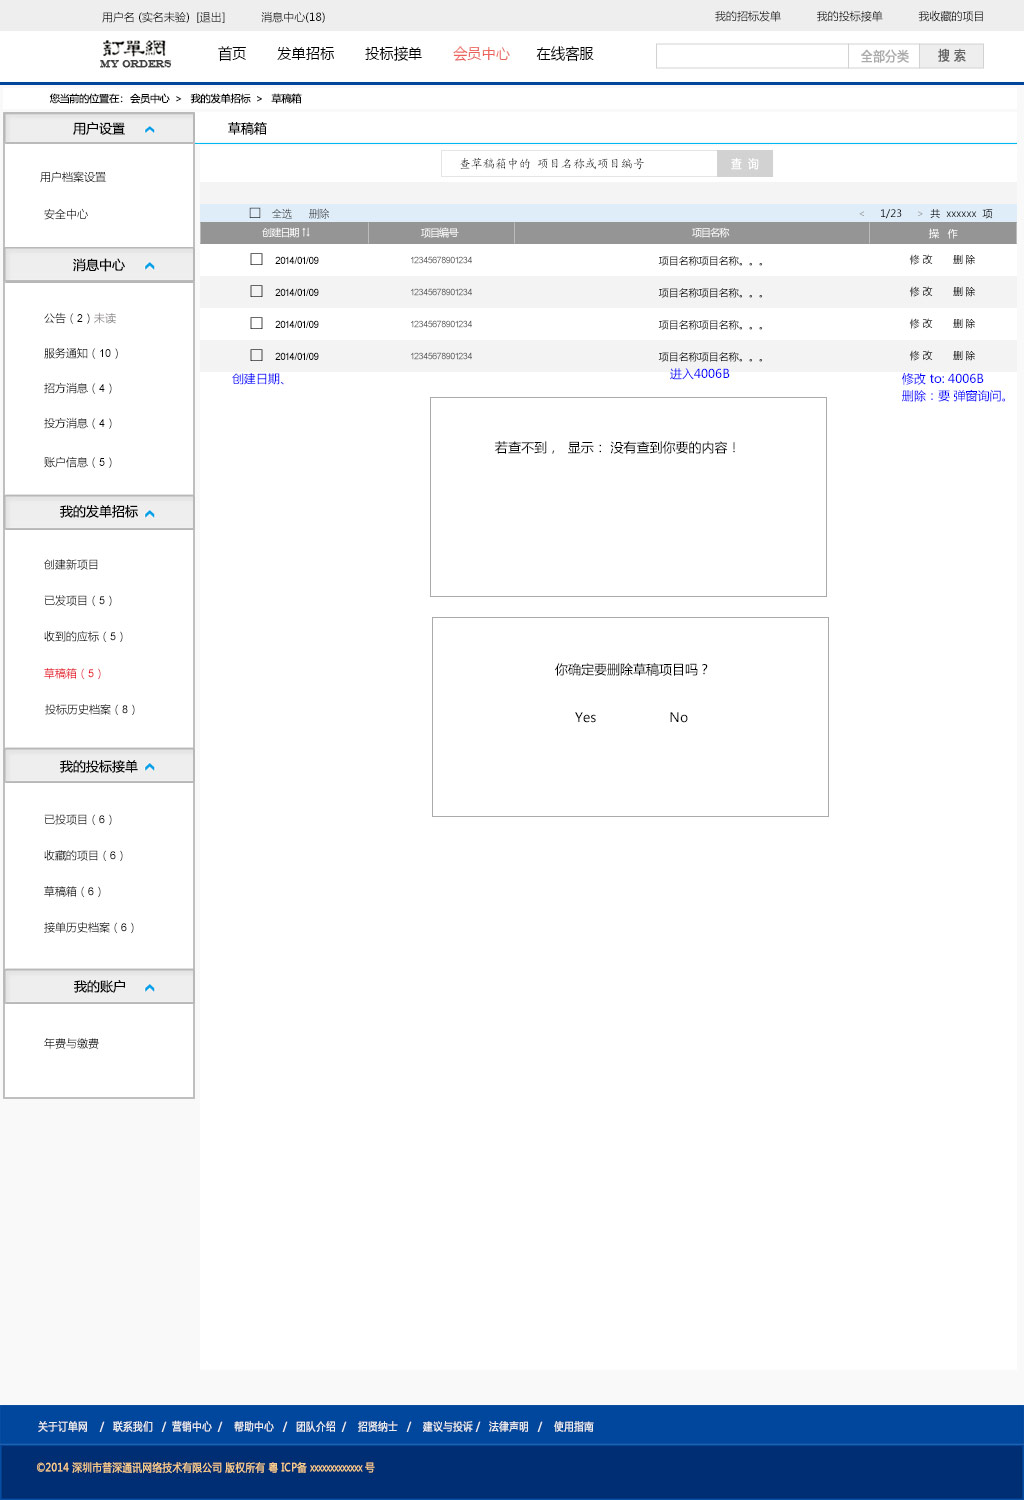 用户名 (实名未验) [退出] 消息中心(18) 我的招标发单 我的投标接单 我收藏的项目
訂單網
MY ORDERS
首页 发单招标 投标接单 会员中心 在线客服 全部分类 搜 索
您当前的位置在: 会员中心 > 我的发单招标 > 草稿箱
用户设置
用户档案设置
安全中心
消息中心
公告（2）未读
服务通知（10）
招方消息（4）
投方消息（4）
账户信息（5）
我的发单招标
创建新项目
已发项目（5）
收到的应标（5）
草稿箱（5）
投标历史档案（8）
我的投标接单
已投项目（6）
收藏的项目（6）
草稿箱（6）
接单历史档案（6）
我的账户
年费与缴费
草稿箱
查草稿箱中的 项目名称或项目编号 查 询
全选 删除 < 1/23 > 共 xxxxxx 项
创建日期↑↓ 项目编号 项目名称 操 作
2014/01/09 12345678901234 项目名称项目名称。。。 修 改 删 除
2014/01/09 12345678901234 项目名称项目名称。。。 修 改 删 除
2014/01/09 12345678901234 项目名称项目名称。。。 修 改 删 除
2014/01/09 12345678901234 项目名称项目名称。。。 修 改 删 除
创建日期、 进入4006B 修改 to: 4006B
删除：要 弹窗询问。
若查不到， 显示： 没有查到你要的内容！
你确定要删除草稿项目吗？
Yes No
关于订单网 / 联系我们 / 营销中心 / 帮助中心 / 团队介绍 / 招贤纳士 / 建议与投诉 / 法律声明 / 使用指南
©2014 深圳市普深通讯网络技术有限公司 版权所有 粤 ICP备 xxxxxxxxxxxx 号